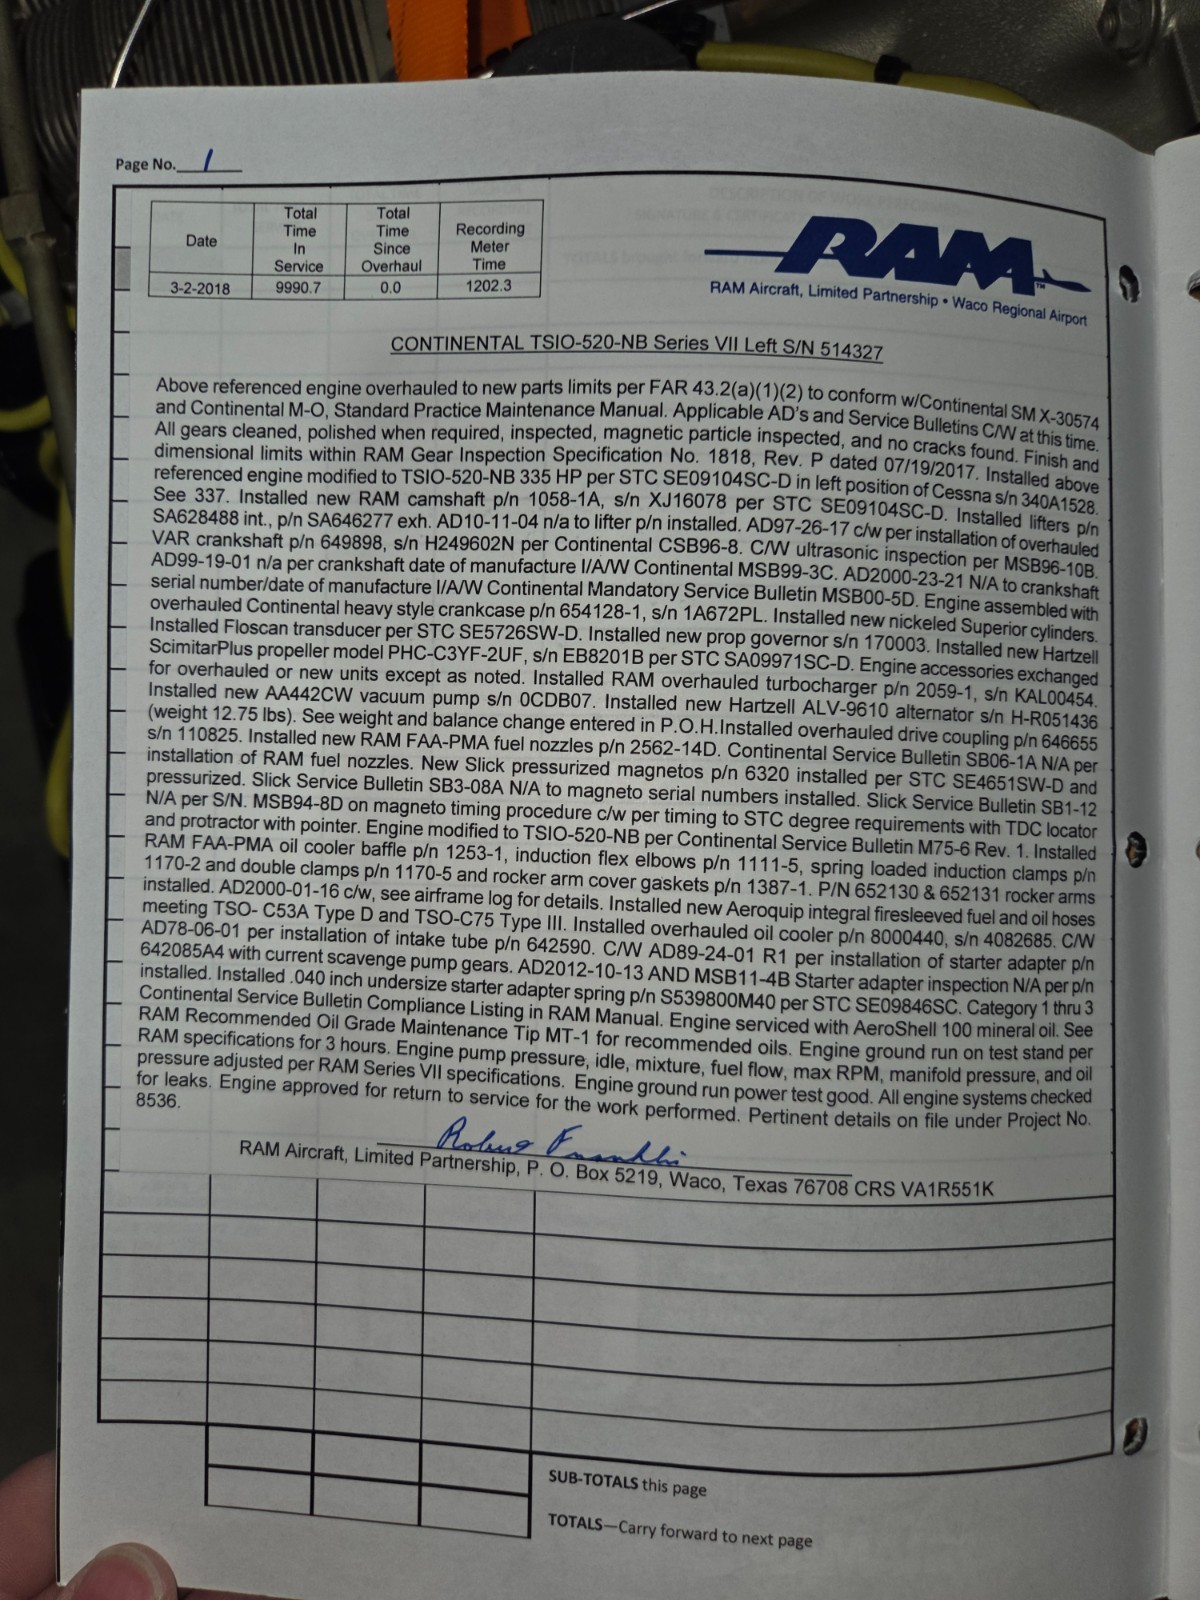 Page No. 1
Date
Total Time In Service
Total Time Since Overhaul
Recording Meter Time
3-2-2018 9990.7 0.0 1202.3
RAM™
RAM Aircraft, Limited Partnership • Waco Regional Airport
CONTINENTAL TSIO-520-NB Series VII Left S/N 514327
Above referenced engine overhauled to new parts limits per FAR 43.2(a)(1)(2) to conform w/Continental SM X-30574
and Continental M-O, Standard Practice Maintenance Manual. Applicable AD's and Service Bulletins C/W at this time.
All gears cleaned, polished when required, inspected, magnetic particle inspected, and no cracks found. Finish and
dimensional limits within RAM Gear Inspection Specification No. 1818, Rev. P dated 07/19/2017. Installed above
referenced engine modified to TSIO-520-NB 335 HP per STC SE09104SC-D in left position of Cessna s/n 340A1528.
See 337. Installed new RAM camshaft p/n 1058-1A, s/n XJ16078 per STC SE09104SC-D. Installed lifters p/n
SA628488 int., p/n SA646277 exh. AD10-11-04 n/a to lifter p/n installed. AD97-26-17 c/w per installation of overhauled
VAR crankshaft p/n 649898, s/n H249602N per Continental CSB96-8. C/W ultrasonic inspection per MSB96-10B.
AD99-19-01 n/a per crankshaft date of manufacture I/A/W Continental MSB99-3C. AD2000-23-21 N/A to crankshaft
serial number/date of manufacture I/A/W Continental Mandatory Service Bulletin MSB00-5D. Engine assembled with
overhauled Continental heavy style crankcase p/n 654128-1, s/n 1A672PL. Installed new nickeled Superior cylinders.
Installed Floscan transducer per STC SE5726SW-D. Installed new prop governor s/n 170003. Installed new Hartzell
ScimitarPlus propeller model PHC-C3YF-2UF, s/n EB8201B per STC SA09971SC-D. Engine accessories exchanged
for overhauled or new units except as noted. Installed RAM overhauled turbocharger p/n 2059-1, s/n KAL00454.
Installed new AA442CW vacuum pump s/n 0CDB07. Installed new Hartzell ALV-9610 alternator s/n H-R051436
(weight 12.75 lbs). See weight and balance change entered in P.O.H.Installed overhauled drive coupling p/n 646655
s/n 110825. Installed new RAM FAA-PMA fuel nozzles p/n 2562-14D. Continental Service Bulletin SB06-1A N/A per
installation of RAM fuel nozzles. New Slick pressurized magnetos p/n 6320 installed per STC SE4651SW-D and
pressurized. Slick Service Bulletin SB3-08A N/A to magneto serial numbers installed. Slick Service Bulletin SB1-12
N/A per S/N. MSB94-8D on magneto timing procedure c/w per timing to STC degree requirements with TDC locator
and protractor with pointer. Engine modified to TSIO-520-NB per Continental Service Bulletin M75-6 Rev. 1. Installed
RAM FAA-PMA oil cooler baffle p/n 1253-1, induction flex elbows p/n 1111-5, spring loaded induction clamps p/n
1170-2 and double clamps p/n 1170-5 and rocker arm cover gaskets p/n 1387-1. P/N 652130 & 652131 rocker arms
installed. AD2000-01-16 c/w, see airframe log for details. Installed new Aeroquip integral firesleeved fuel and oil hoses
meeting TSO- C53A Type D and TSO-C75 Type III. Installed overhauled oil cooler p/n 8000440, s/n 4082685. C/W
AD78-06-01 per installation of intake tube p/n 642590. C/W AD89-24-01 R1 per installation of starter adapter p/n
642085A4 with current scavenge pump gears. AD2012-10-13 AND MSB11-4B Starter adapter inspection N/A per p/n
installed. Installed .040 inch undersize starter adapter spring p/n S539800M40 per STC SE09846SC. Category 1 thru 3
Continental Service Bulletin Compliance Listing in RAM Manual. Engine serviced with AeroShell 100 mineral oil. See
RAM Recommended Oil Grade Maintenance Tip MT-1 for recommended oils. Engine ground run on test stand per
RAM specifications for 3 hours. Engine pump pressure, idle, mixture, fuel flow, max RPM, manifold pressure, and oil
pressure adjusted per RAM Series VII specifications. Engine ground run power test good. All engine systems checked
for leaks. Engine approved for return to service for the work performed. Pertinent details on file under Project No.
8536.
Robert Franklin
RAM Aircraft, Limited Partnership, P. O. Box 5219, Waco, Texas 76708 CRS VA1R551K
SUB-TOTALS this page
TOTALS—Carry forward to next page